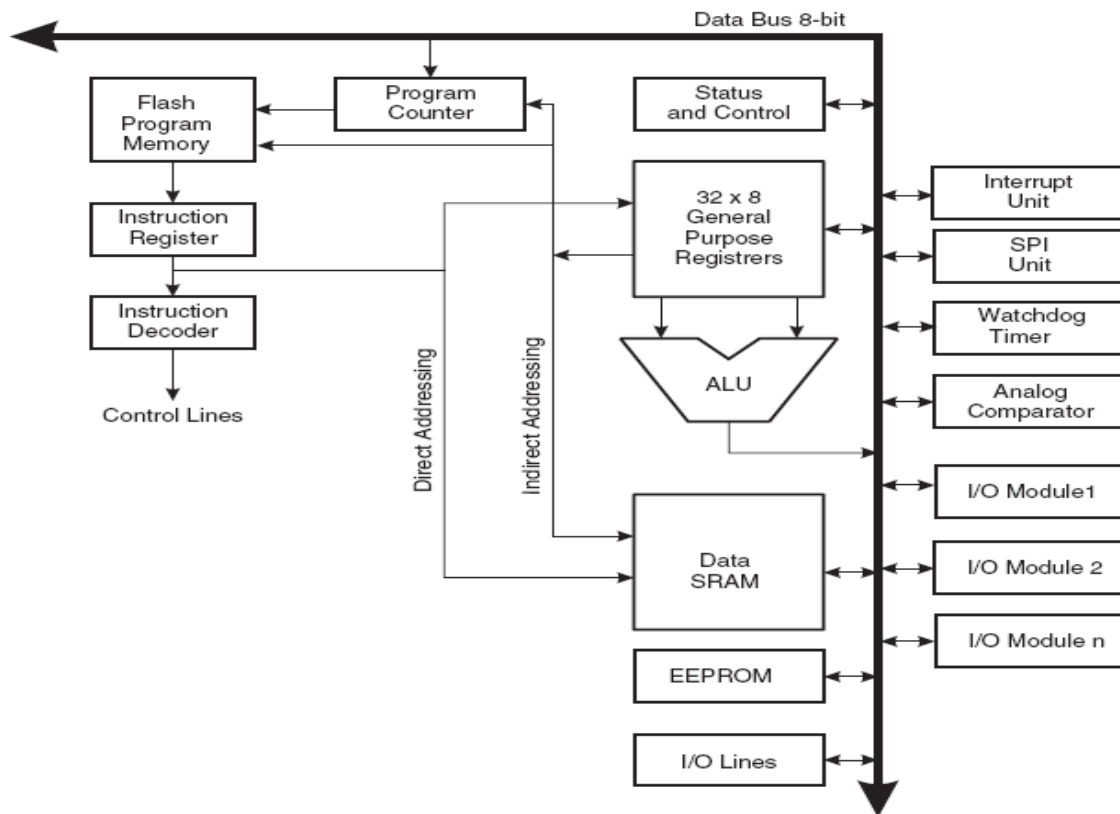 Data Bus 8-bit
Flash
Program
Memory
Program
Counter
Status
and Control
32 x 8
General
Purpose
Registrers
Interrupt
Unit
Instruction
Register
SPI
Unit
Instruction
Decoder
Watchdog
Timer
ALU
Analog
Comparator
Control Lines
Direct Addressing
Indirect Addressing
I/O Module1
Data
SRAM
I/O Module 2
I/O Module n
EEPROM
I/O Lines